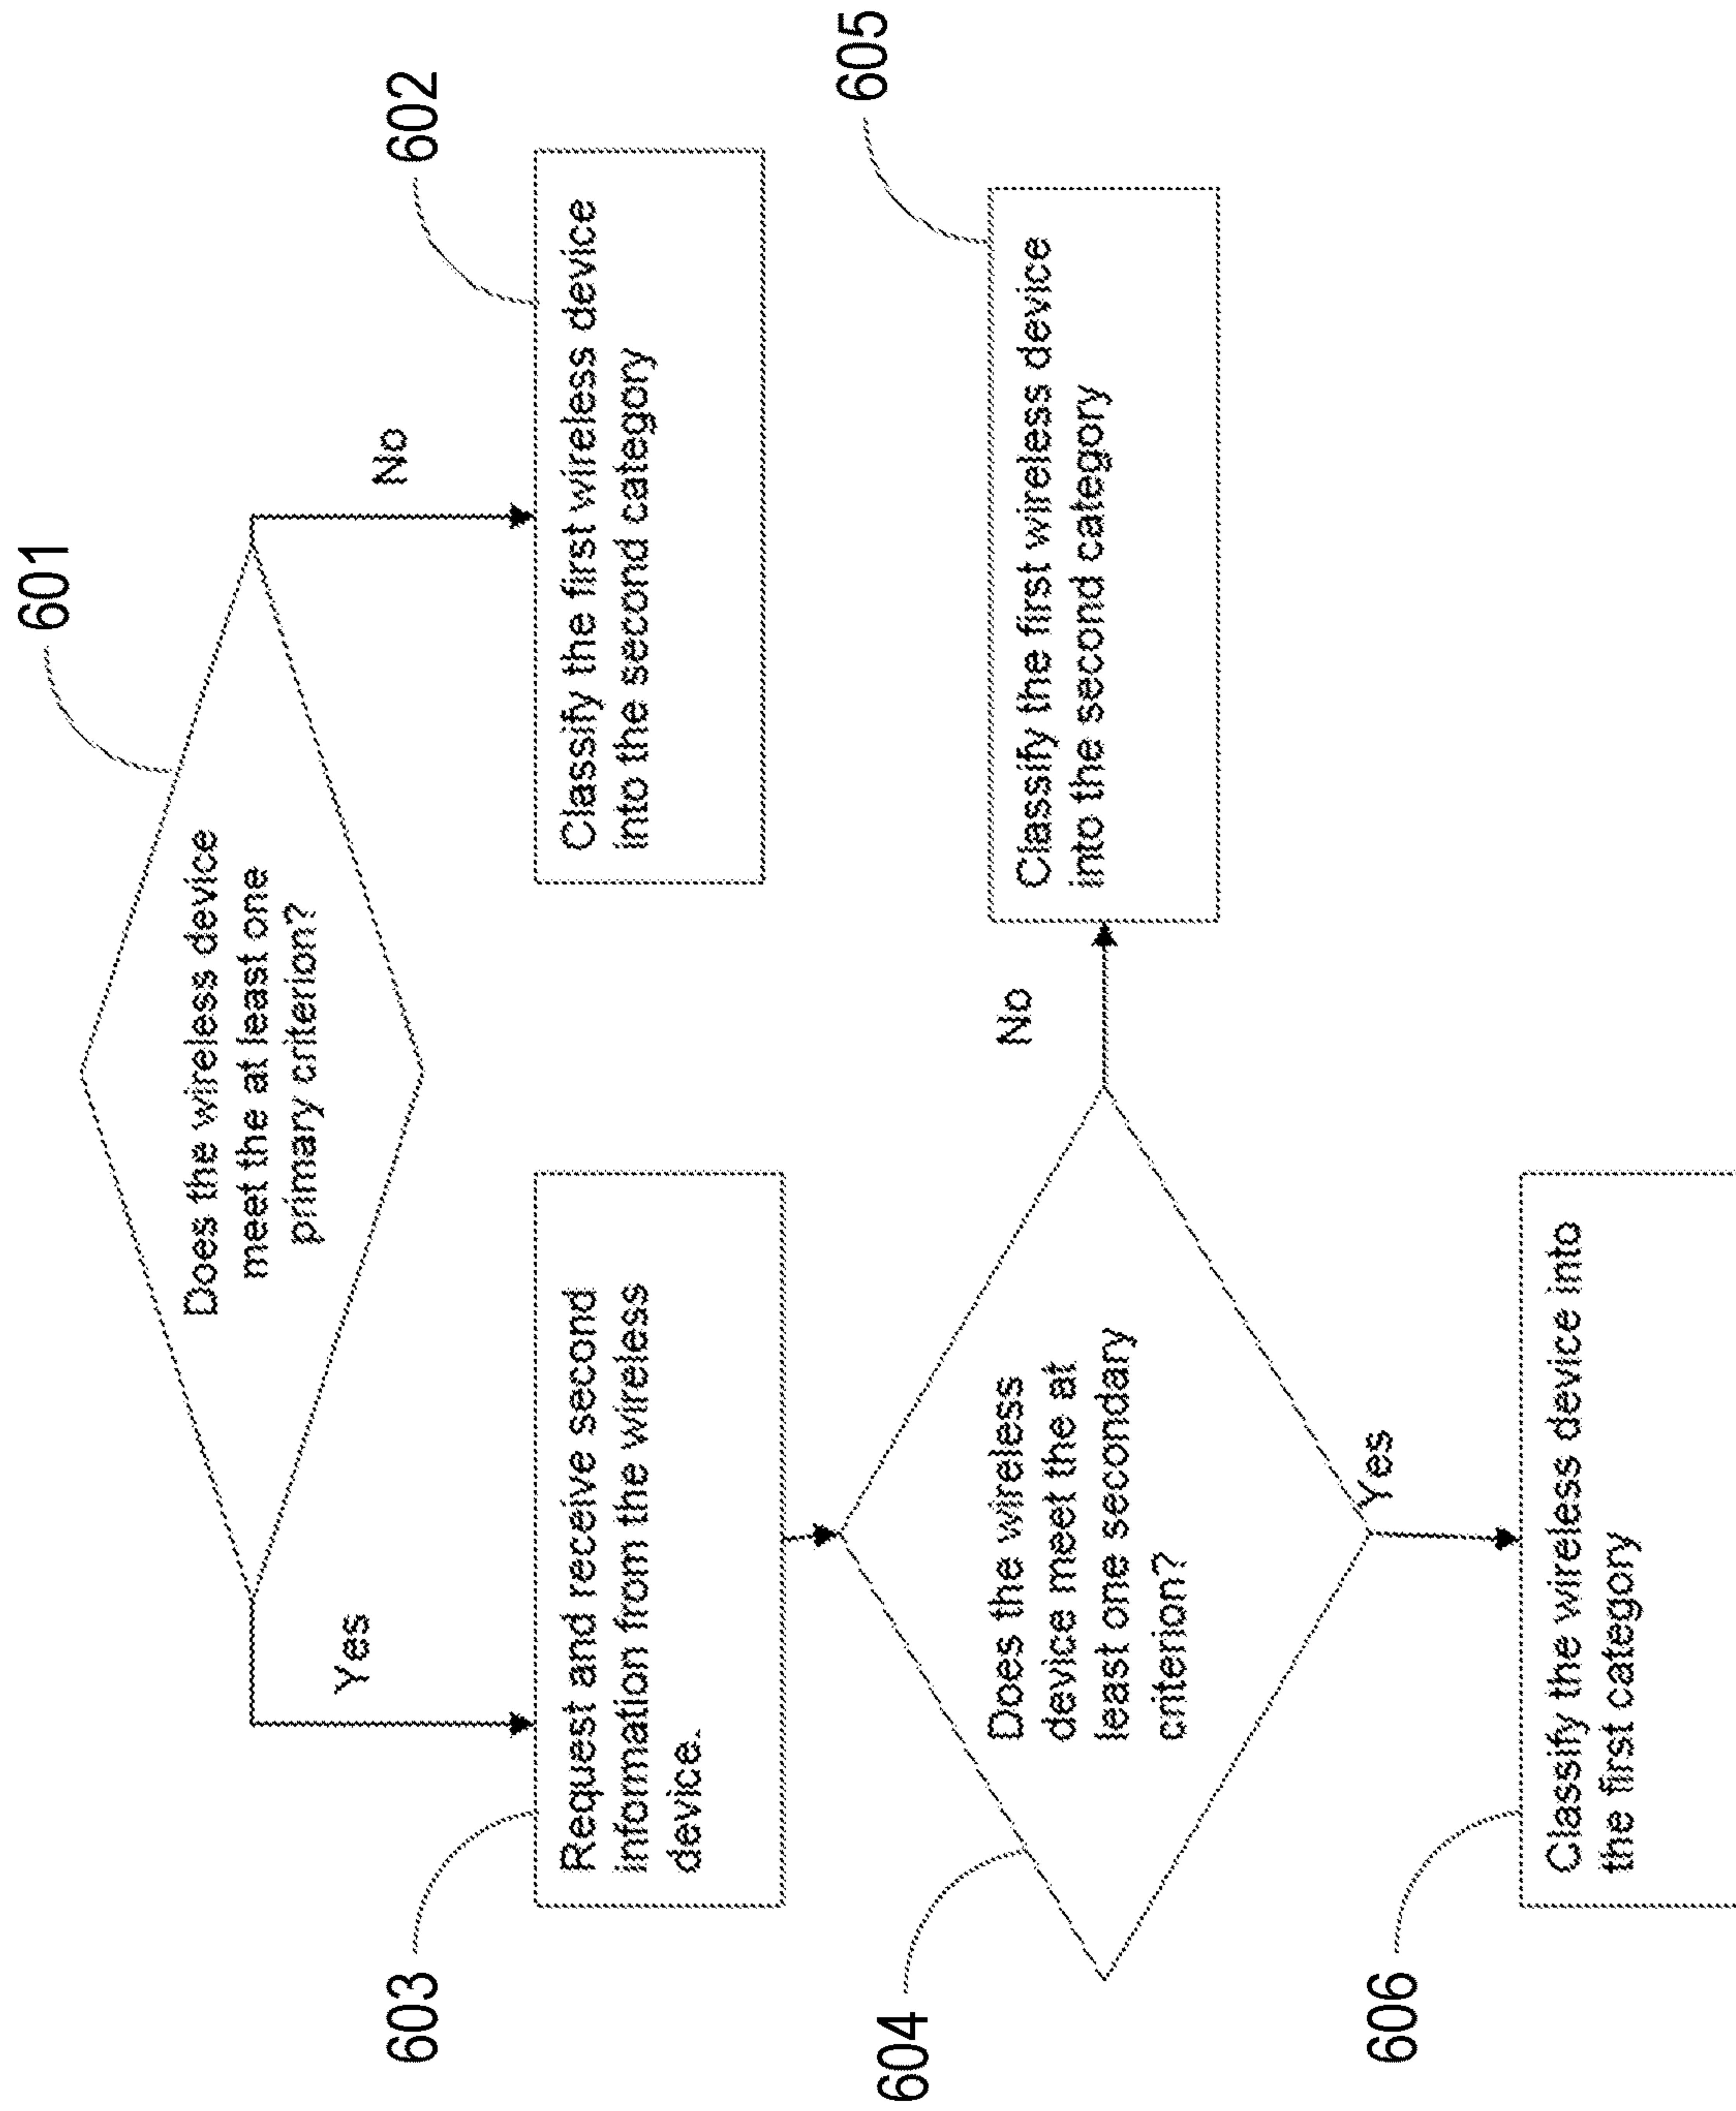 601
Does the wireless device
meet the at least one
primary criterion?
Yes
No
603
Request and receive second
information from the wireless
device.
602
Classify the first wireless device
into the second category
604
Does the wireless
device meet the at
least one secondary
criterion?
No
605
Classify the first wireless device
into the second category
Yes
606
Classify the wireless device into
the first category